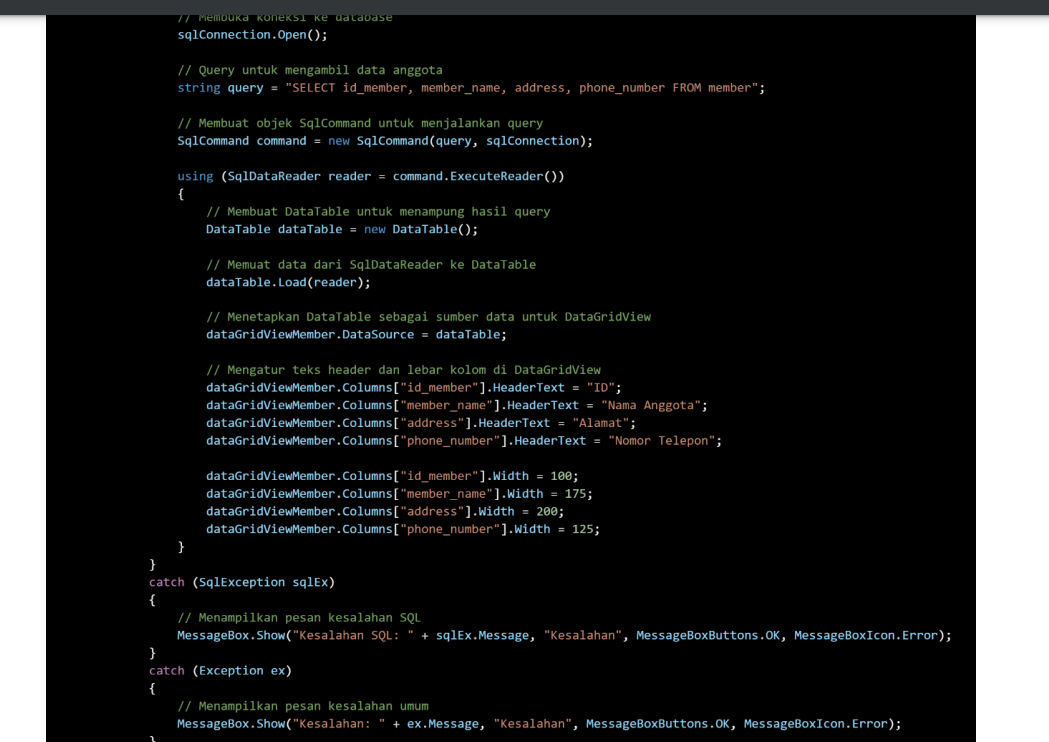 // Membuka koneksi ke database
sqlConnection.Open();
// Query untuk mengambil data anggota
string query = "SELECT id_member, member_name, address, phone_number FROM member";
// Membuat objek SqlCommand untuk menjalankan query
SqlCommand command = new SqlCommand(query, sqlConnection);
using (SqlDataReader reader = command.ExecuteReader())
{
// Membuat DataTable untuk menampung hasil query
DataTable dataTable = new DataTable();
// Memuat data dari SqlDataReader ke DataTable
dataTable.Load(reader);
// Menetapkan DataTable sebagai sumber data untuk DataGridView
dataGridViewMember.DataSource = dataTable;
// Mengatur teks header dan lebar kolom di DataGridView
dataGridViewMember.Columns["id_member"].HeaderText = "ID";
dataGridViewMember.Columns["member_name"].HeaderText = "Nama Anggota";
dataGridViewMember.Columns["address"].HeaderText = "Alamat";
dataGridViewMember.Columns["phone_number"].HeaderText = "Nomor Telepon";
dataGridViewMember.Columns["id_member"].Width = 100;
dataGridViewMember.Columns["member_name"].Width = 175;
dataGridViewMember.Columns["address"].Width = 200;
dataGridViewMember.Columns["phone_number"].Width = 125;
}
}
catch (SqlException sqlEx)
{
// Menampilkan pesan kesalahan SQL
MessageBox.Show("Kesalahan SQL: " + sqlEx.Message, "Kesalahan", MessageBoxButtons.OK, MessageBoxIcon.Error);
}
catch (Exception ex)
{
// Menampilkan pesan kesalahan umum
MessageBox.Show("Kesalahan: " + ex.Message, "Kesalahan", MessageBoxButtons.OK, MessageBoxIcon.Error);
}